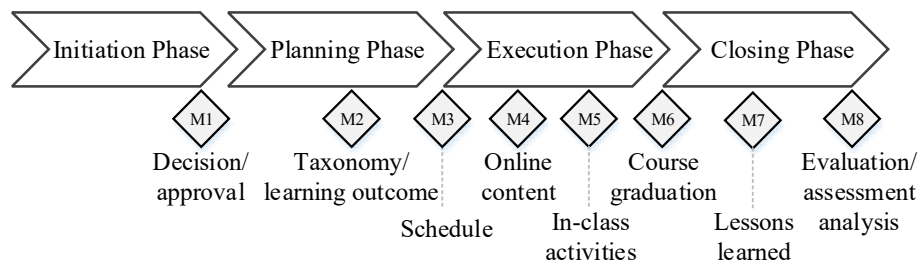 Initiation Phase
Planning Phase
Execution Phase
Closing Phase
M1
M2
M3
M4
M5
M6
M7
M8
Decision/
approval
Taxonomy/
learning outcome
Schedule
Online
content
In-class
activities
Course
graduation
Lessons
learned
Evaluation/
assessment
analysis